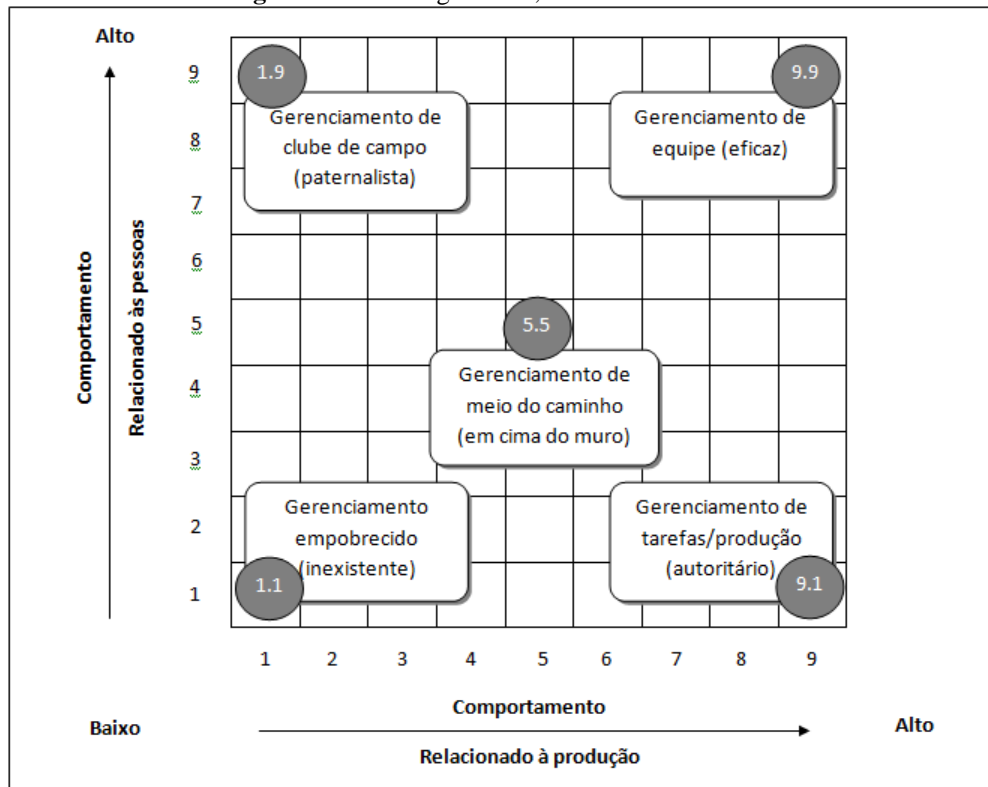 Alto
9
8
7
6
5
4
3
2
1
Comportamento
Relacionado às pessoas
1.9
Gerenciamento de
clube de campo
(paternalista)
9.9
Gerenciamento de
equipe (eficaz)
5.5
Gerenciamento de
meio do caminho
(em cima do muro)
Gerenciamento
empobrecido
(inexistente)
1.1
Gerenciamento de
tarefas/produção
(autoritário)
9.1
1 2 3 4 5 6 7 8 9
Baixo
Comportamento
Relacionado à produção
Alto